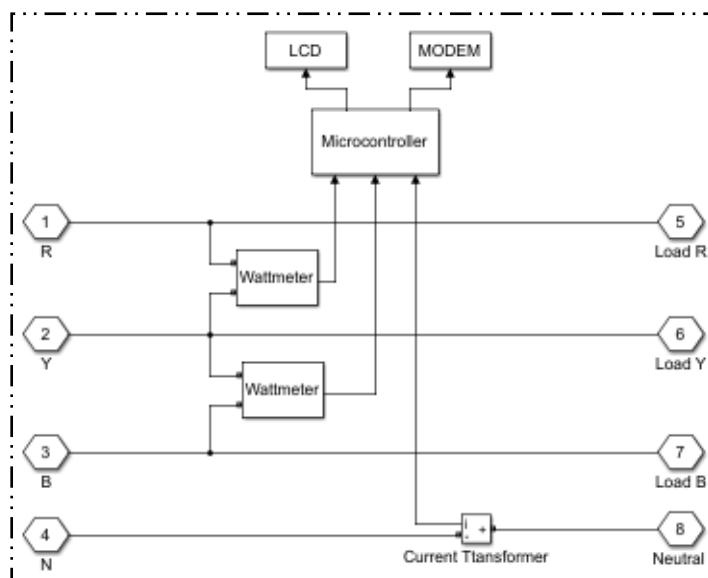 LCD
MODEM
Microcontroller
1
R
5
Load R
Wattmeter
2
Y
6
Load Y
Wattmeter
3
B
7
Load B
4
N
i
+
-
Current Ttansformer
8
Neutral